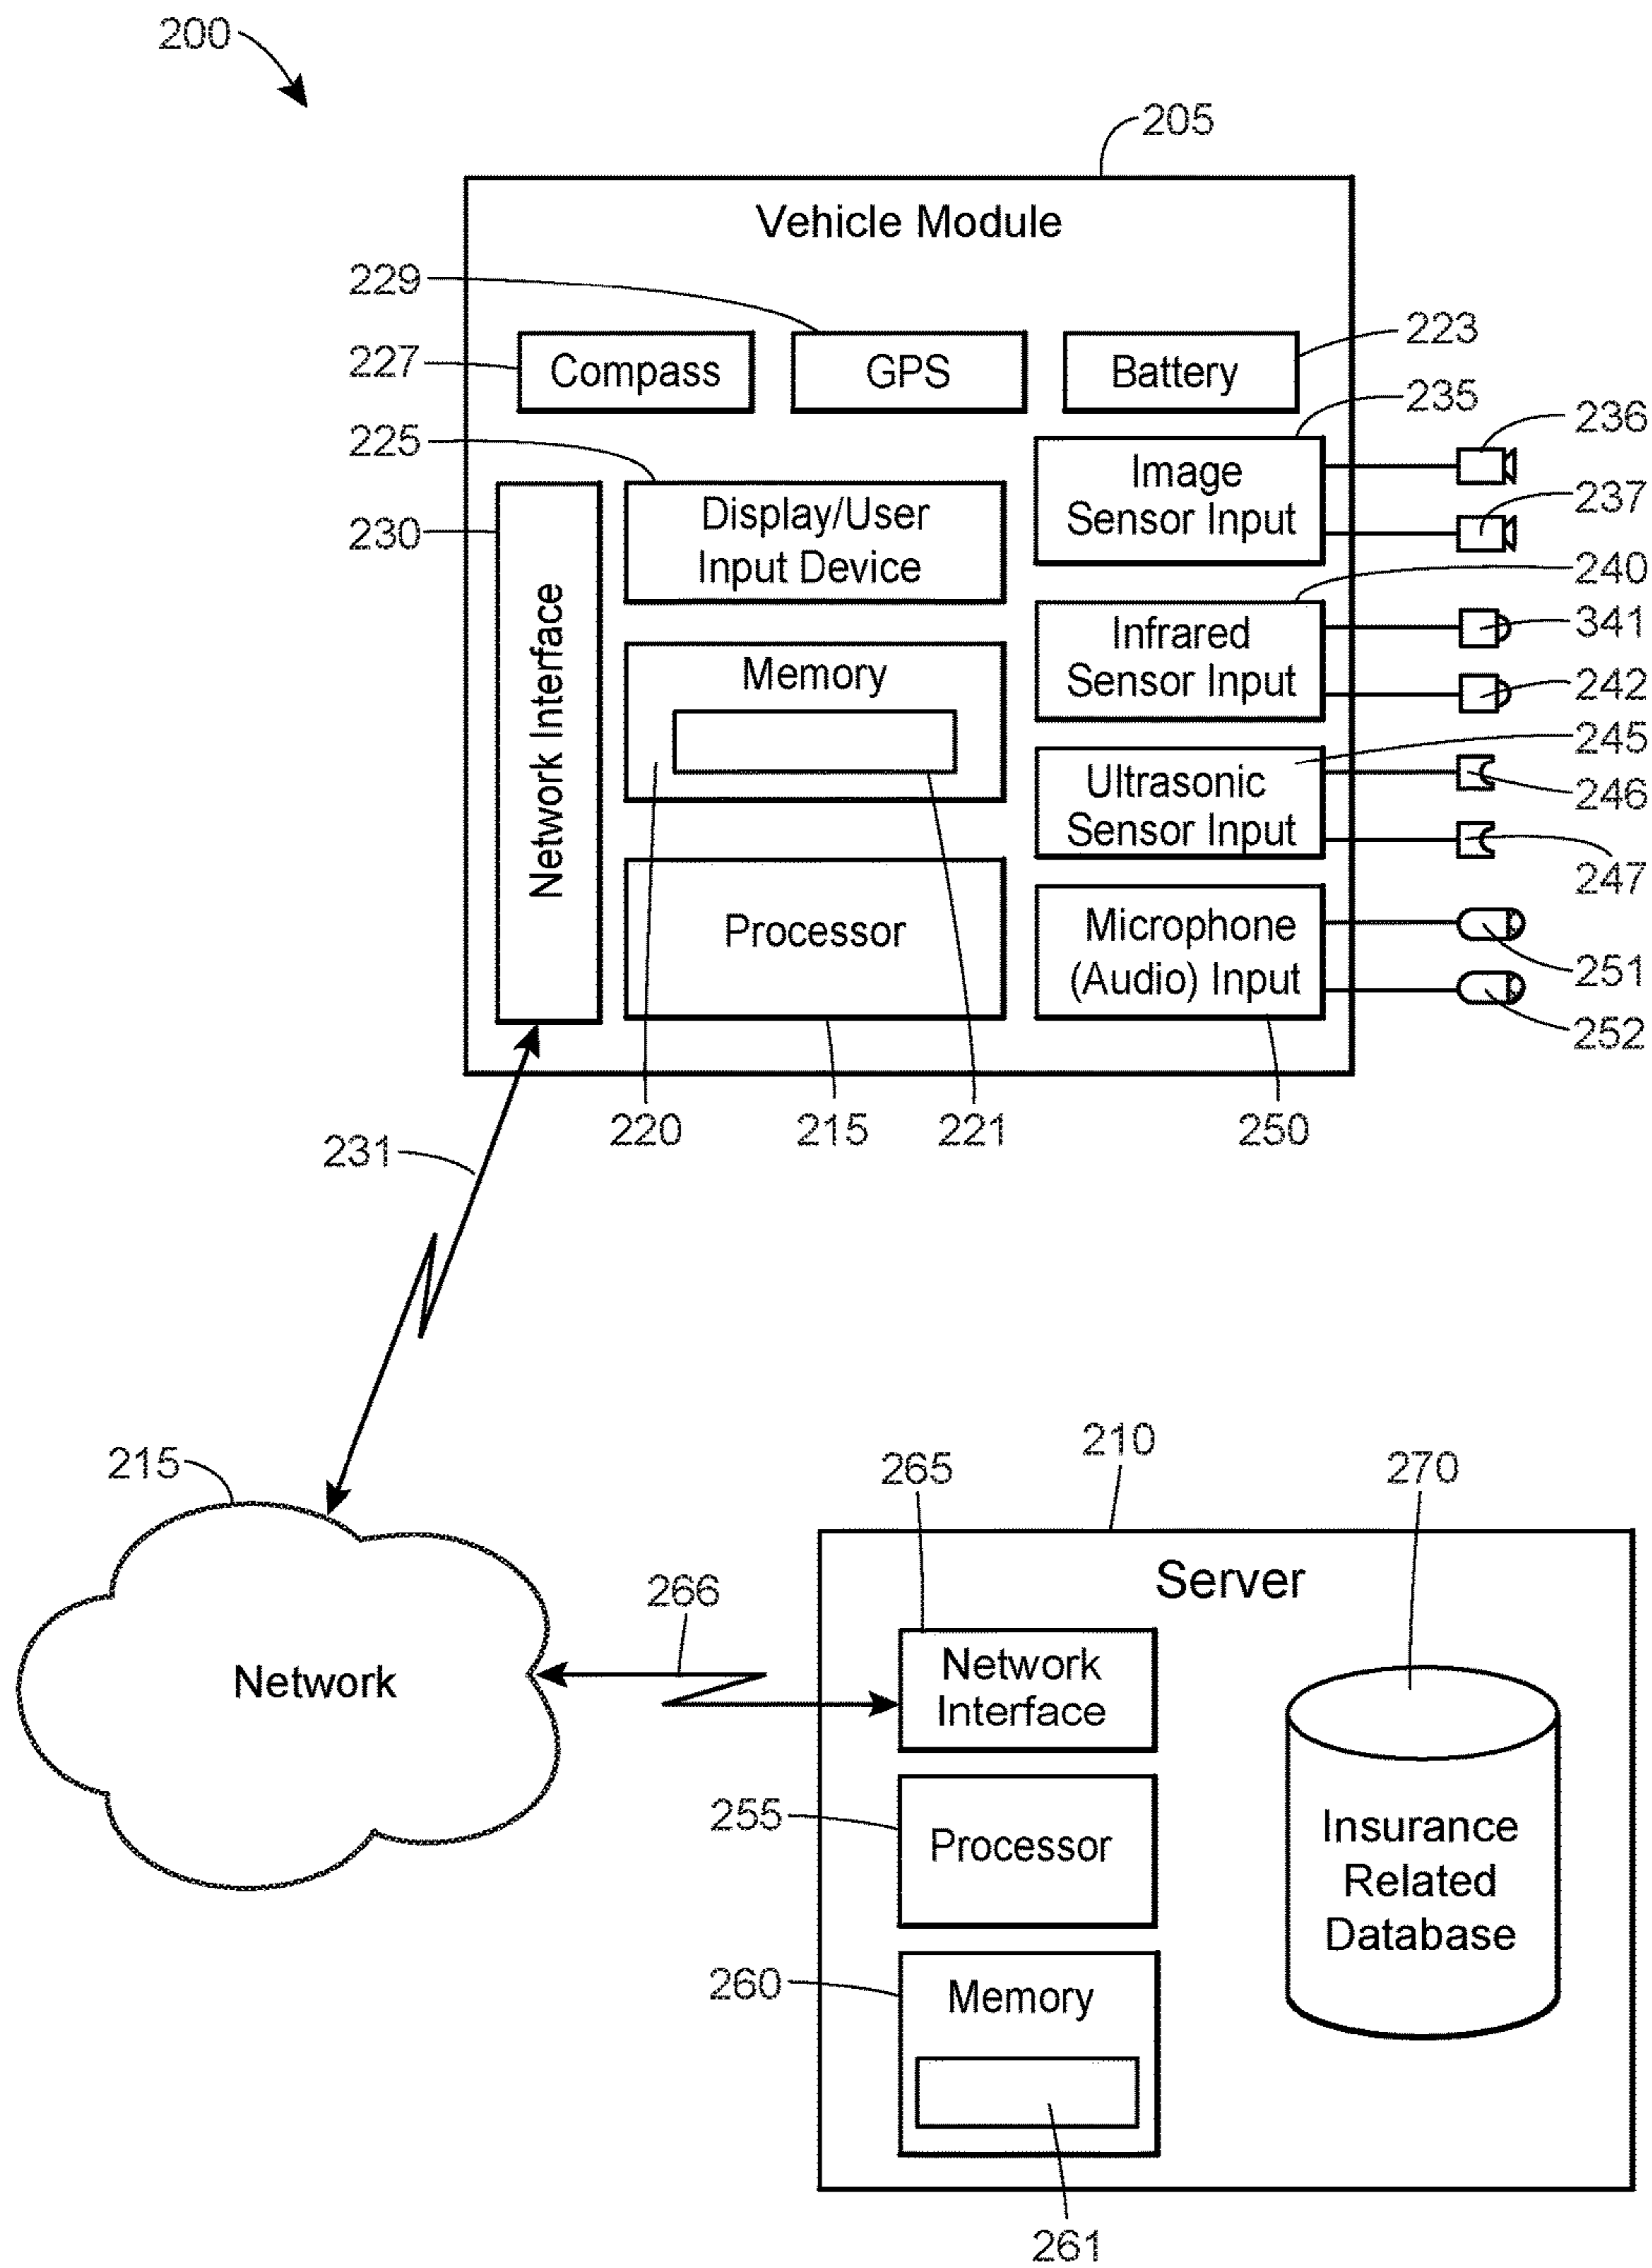 200
205
Vehicle Module
229
223
227
Compass
GPS
Battery
235
236
225
Image
Sensor Input
237
230
Display/User
Input Device
240
Network Interface
Infrared
Sensor Input
341
Memory
242
245
Ultrasonic
Sensor Input
246
247
Processor
Microphone
(Audio) Input
251
252
220
215
221
250
231
215
210
265
270
Server
266
Network
Network
Interface
255
Processor
Insurance
Related
Database
260
Memory
261